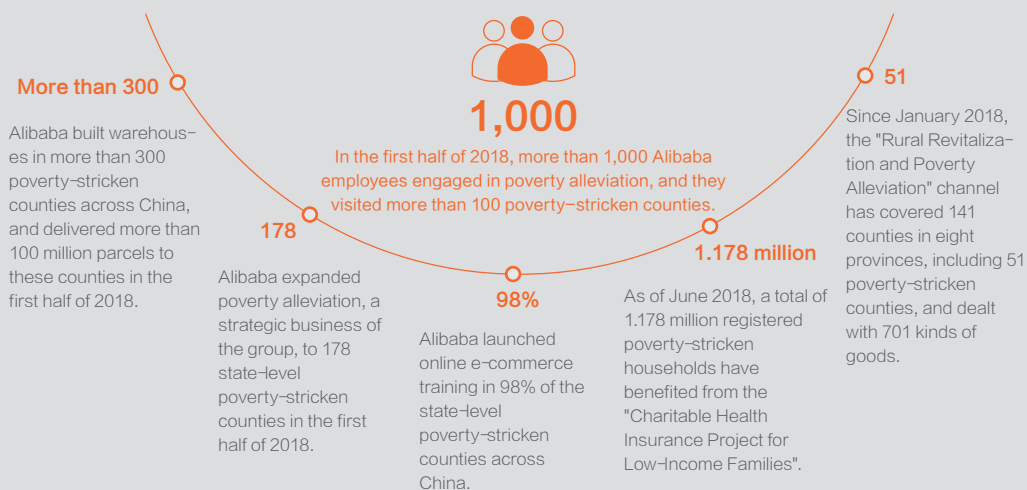 1,000
In the first half of 2018, more than 1,000 Alibaba
employees engaged in poverty alleviation, and they
visited more than 100 poverty-stricken counties.
More than 300
Alibaba built warehous-
es in more than 300
poverty-stricken
counties across China,
and delivered more than
100 million parcels to
these counties in the
first half of 2018.
178
Alibaba expanded
poverty alleviation, a
strategic business of
the group, to 178
state-level
poverty-stricken
counties in the first
half of 2018.
98%
Alibaba launched
online e-commerce
training in 98% of the
state-level
poverty-stricken
counties across
China.
1.178 million
As of June 2018, a total of
1.178 million registered
poverty-stricken
households have
benefited from the
"Charitable Health
Insurance Project for
Low-Income Families".
51
Since January 2018,
the "Rural Revitaliza-
tion and Poverty
Alleviation" channel
has covered 141
counties in eight
provinces, including 51
poverty-stricken
counties, and dealt
with 701 kinds of
goods.